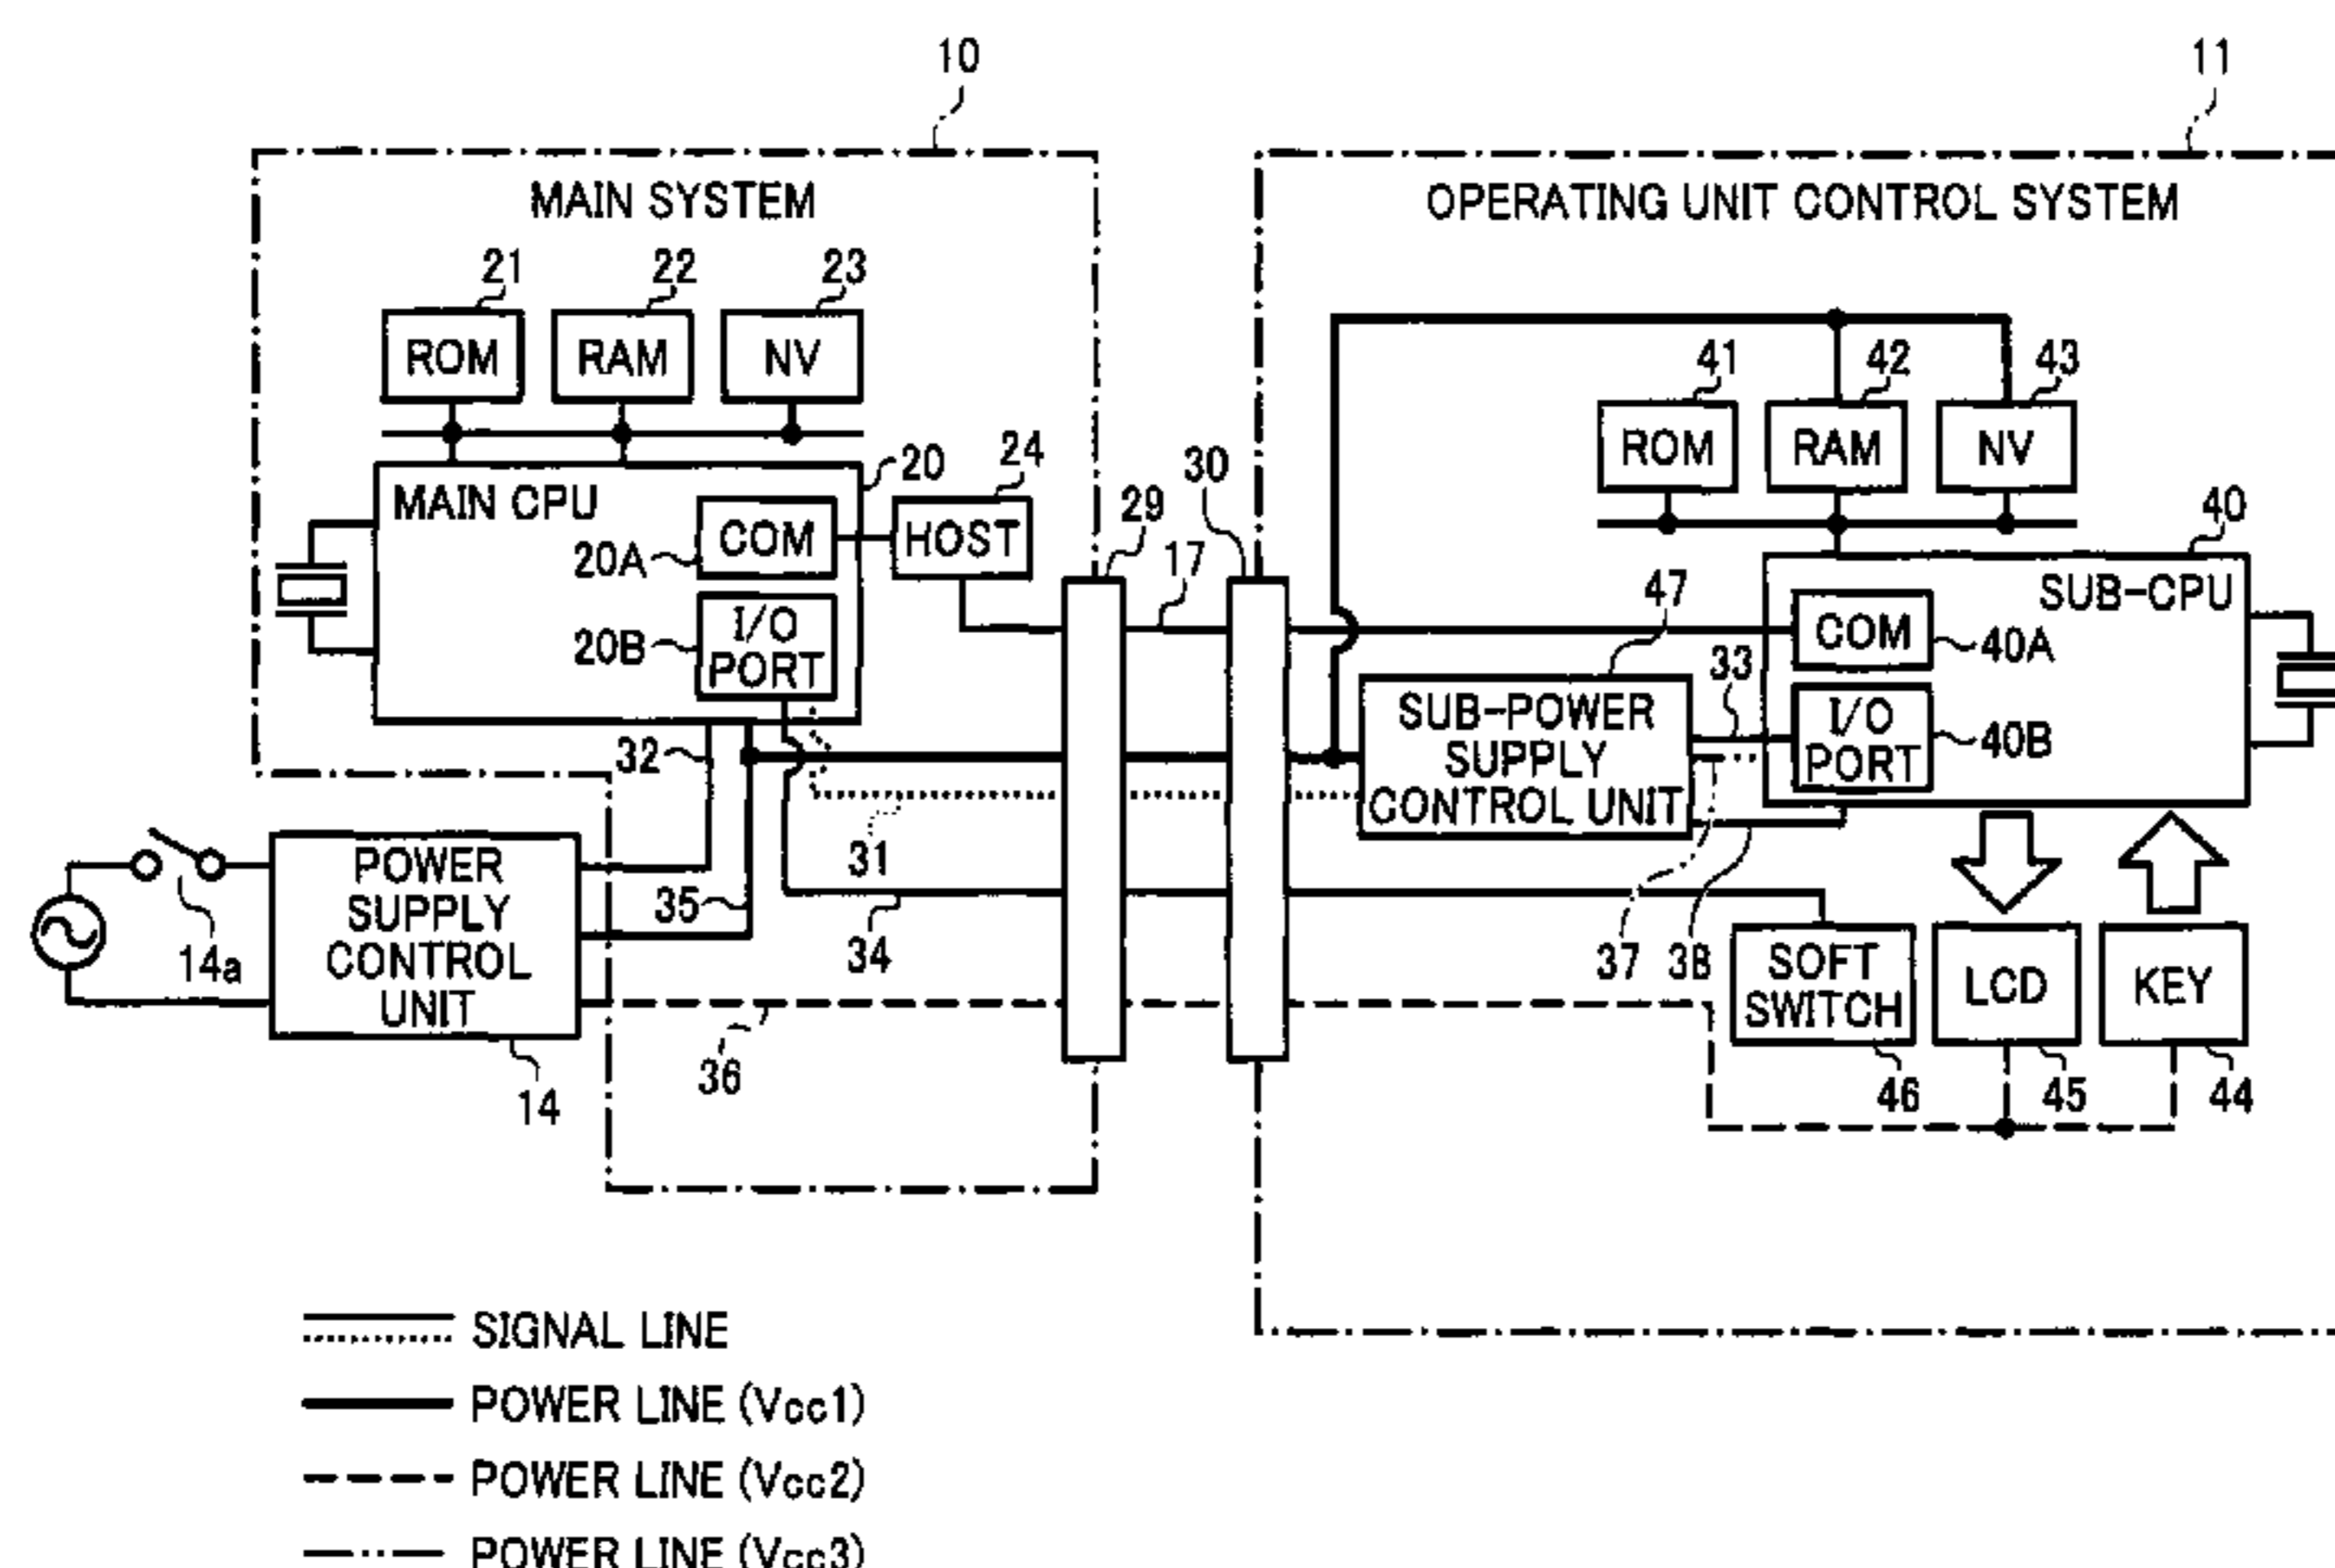 10
11
MAIN SYSTEM
OPERATING UNIT CONTROL SYSTEM
21
22
23
ROM
RAM
NV
41
42
43
ROM
RAM
NV
20
24
30
29
40
MAIN CPU
COM
HOST
20A
17
47
SUB-CPU
I/O
PORT
20B
COM
40A
33
SUB-POWER
SUPPLY
CONTROL UNIT
I/O
PORT
40B
32
31
35
34
37
38
POWER
SUPPLY
CONTROL
UNIT
14a
14
36
SOFT
SWITCH
LCD
KEY
46
45
44
SIGNAL LINE
POWER LINE (Vcc1)
POWER LINE (Vcc2)
POWER LINE (Vcc3)